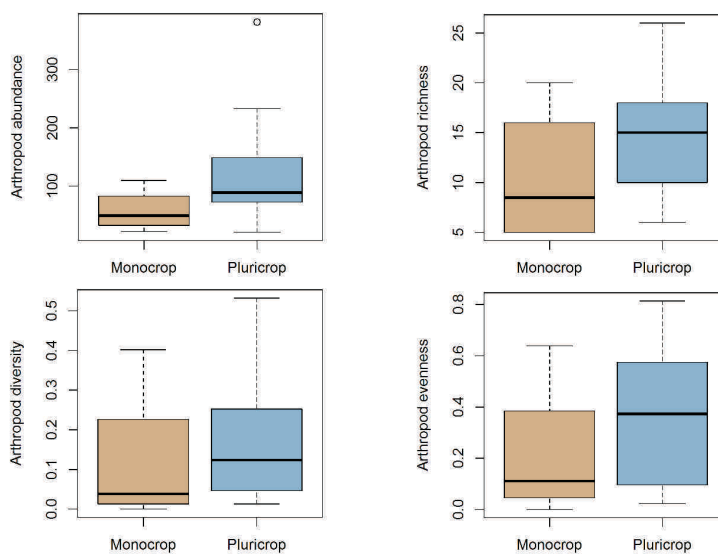 Arthropod abundance
300
200
100
Monocrop
Pluricrop
Arthropod richness
25
20
15
10
5
Monocrop
Pluricrop
Arthropod diversity
0.5
0.4
0.3
0.2
0.1
0.0
Monocrop
Pluricrop
Arthropod evenness
0.8
0.6
0.4
0.2
0.0
Monocrop
Pluricrop